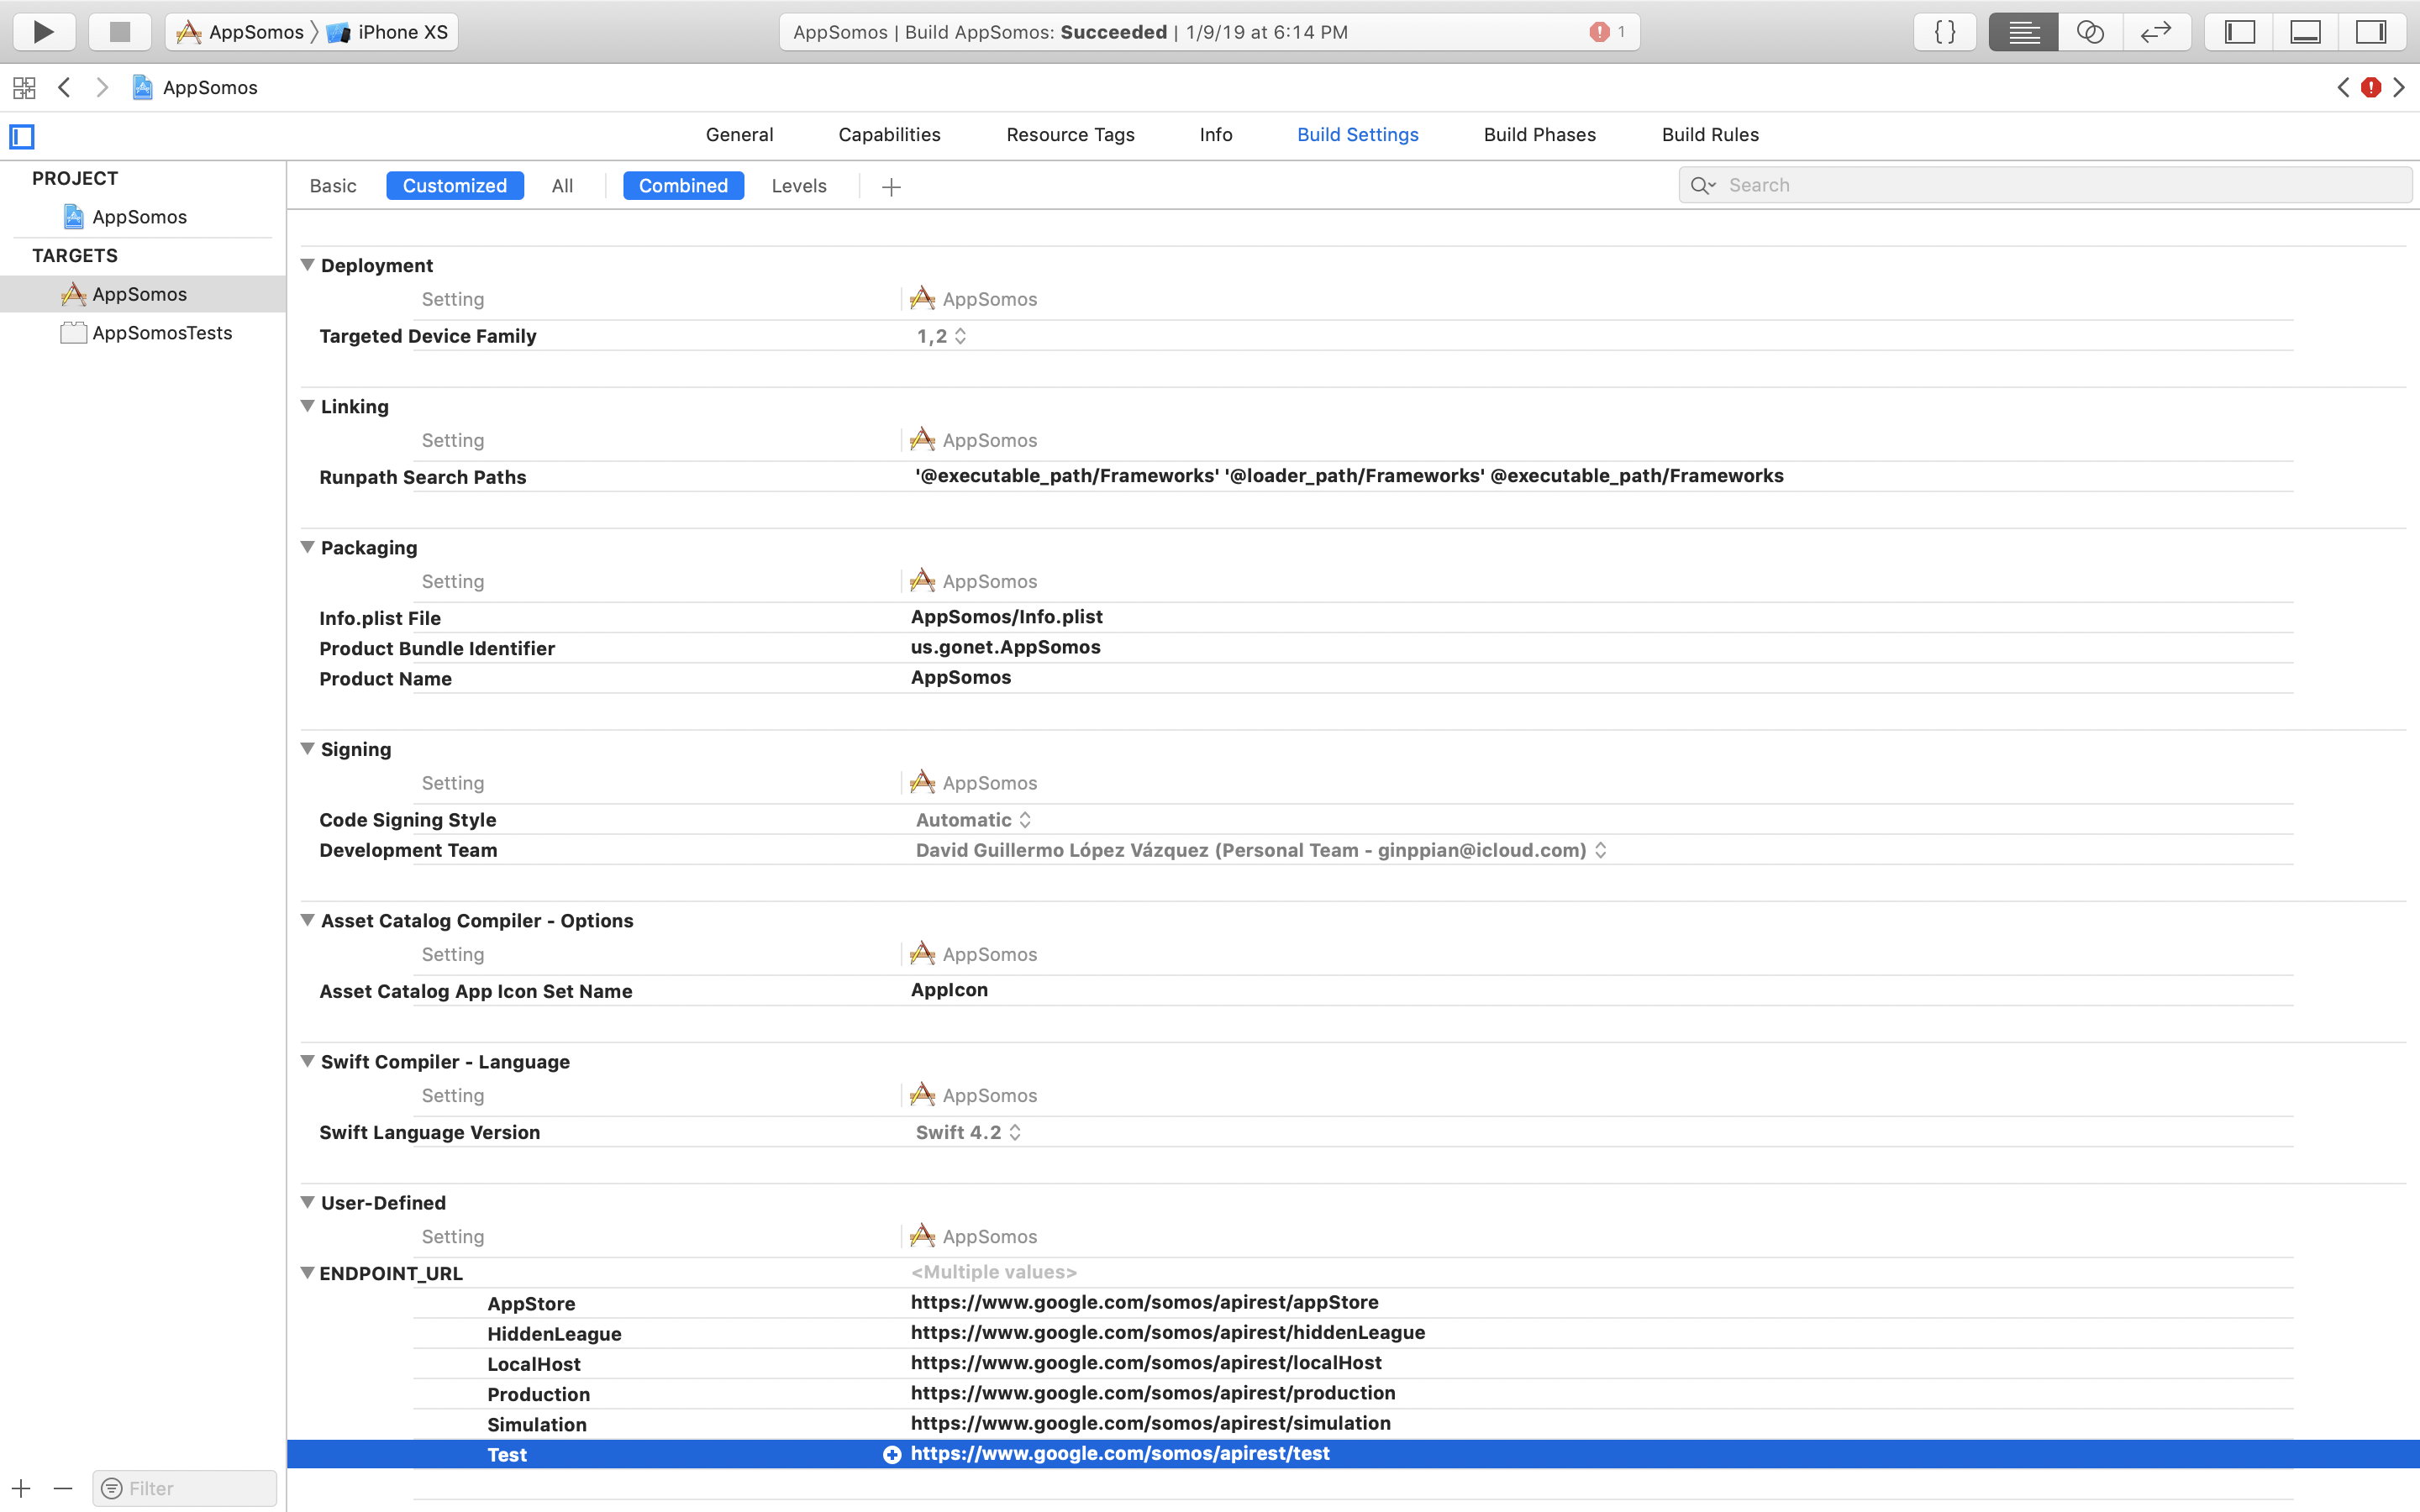 AppSomos iPhone XS AppSomos | Build AppSomos: Succeeded | 1/9/19 at 6:14 PM 1 { }
AppSomos
General Capabilities Resource Tags Info Build Settings Build Phases Build Rules
PROJECT
AppSomos
TARGETS
AppSomos
AppSomosTests
Basic Customized All Combined Levels Search
Deployment
Setting AppSomos
Targeted Device Family 1,2
Linking
Setting AppSomos
Runpath Search Paths '@executable_path/Frameworks' '@loader_path/Frameworks' @executable_path/Frameworks
Packaging
Setting AppSomos
Info.plist File AppSomos/Info.plist
Product Bundle Identifier us.gonet.AppSomos
Product Name AppSomos
Signing
Setting AppSomos
Code Signing Style Automatic
Development Team David Guillermo López Vázquez (Personal Team - ginppian@icloud.com)
Asset Catalog Compiler - Options
Setting AppSomos
Asset Catalog App Icon Set Name AppIcon
Swift Compiler - Language
Setting AppSomos
Swift Language Version Swift 4.2
User-Defined
Setting AppSomos
ENDPOINT_URL <Multiple values>
AppStore https://www.google.com/somos/apirest/appStore
HiddenLeague https://www.google.com/somos/apirest/hiddenLeague
LocalHost https://www.google.com/somos/apirest/localHost
Production https://www.google.com/somos/apirest/production
Simulation https://www.google.com/somos/apirest/simulation
Test https://www.google.com/somos/apirest/test
Filter